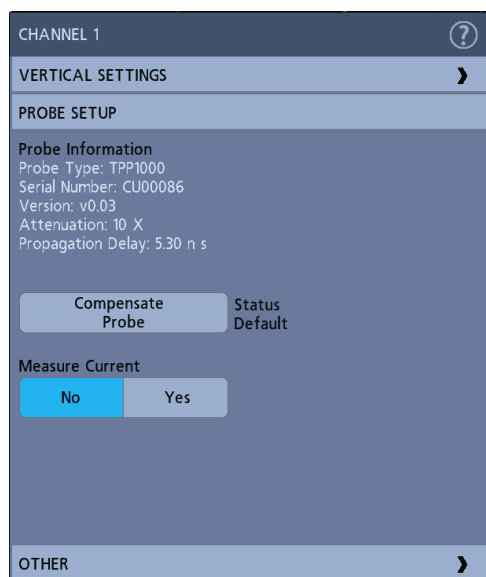 CHANNEL 1
?
VERTICAL SETTINGS
PROBE SETUP
Probe Information
Probe Type: TPP1000
Serial Number: CU00086
Version: v0.03
Attenuation: 10 X
Propagation Delay: 5.30 n s
Compensate
Probe
Status
Default
Measure Current
No
Yes
OTHER